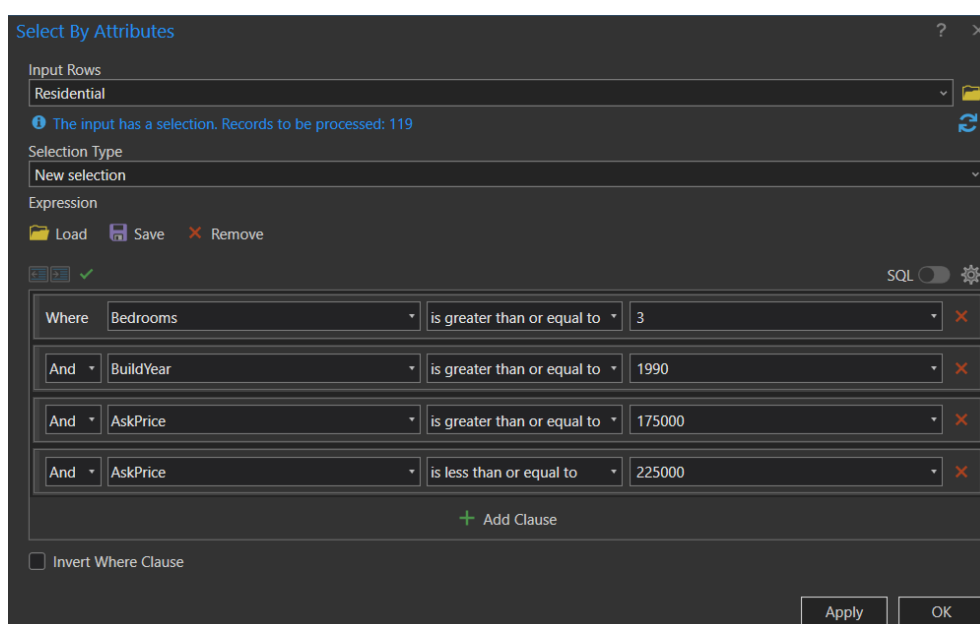 Select By Attributes ?
Input Rows
Residential
The input has a selection. Records to be processed: 119
Selection Type
New selection
Expression
Load Save Remove
SQL
Where Bedrooms is greater than or equal to 3
And BuildYear is greater than or equal to 1990
And AskPrice is greater than or equal to 175000
And AskPrice is less than or equal to 225000
+ Add Clause
Invert Where Clause
Apply OK